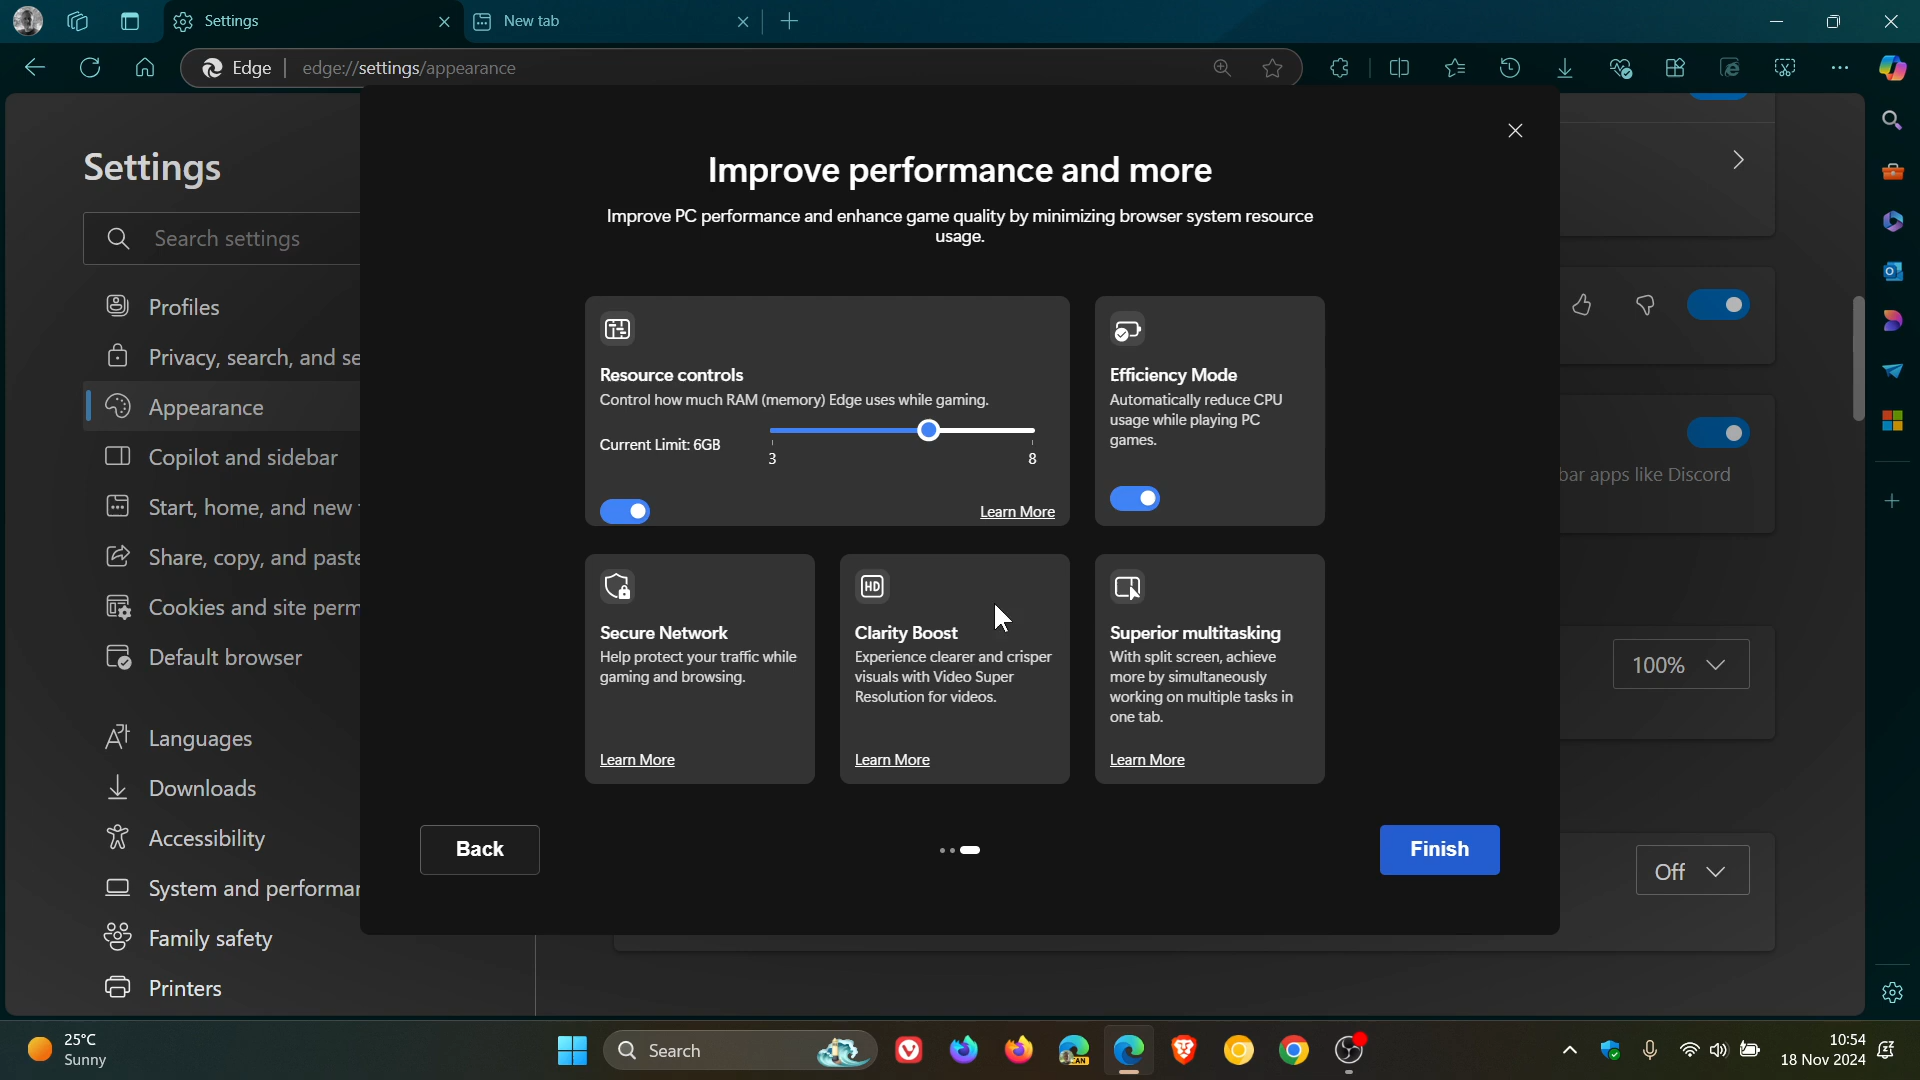 Settings
New tab
Edge
edge://settings/appearance
Settings
Search settings
Profiles
Privacy, search, and se
Appearance
Copilot and sidebar
Start, home, and new
Share, copy, and paste
Cookies and site perm
Default browser
Languages
Downloads
Accessibility
System and performan
Family safety
Printers
Improve performance and more
Improve PC performance and enhance game quality by minimizing browser system resource
usage.
Resource controls
Control how much RAM (memory) Edge uses while gaming.
Current Limit: 6GB
3
8
Learn More
Efficiency Mode
Automatically reduce CPU
usage while playing PC
games.
Secure Network
Help protect your traffic while
gaming and browsing.
Learn More
HD
Clarity Boost
Experience clearer and crisper
visuals with Video Super
Resolution for videos.
Learn More
Superior multitasking
With split screen, achieve
more by simultaneously
working on multiple tasks in
one tab.
Learn More
Back
Finish
bar apps like Discord
100%
Off
25°C
Sunny
Search
CAN
10:54
18 Nov 2024